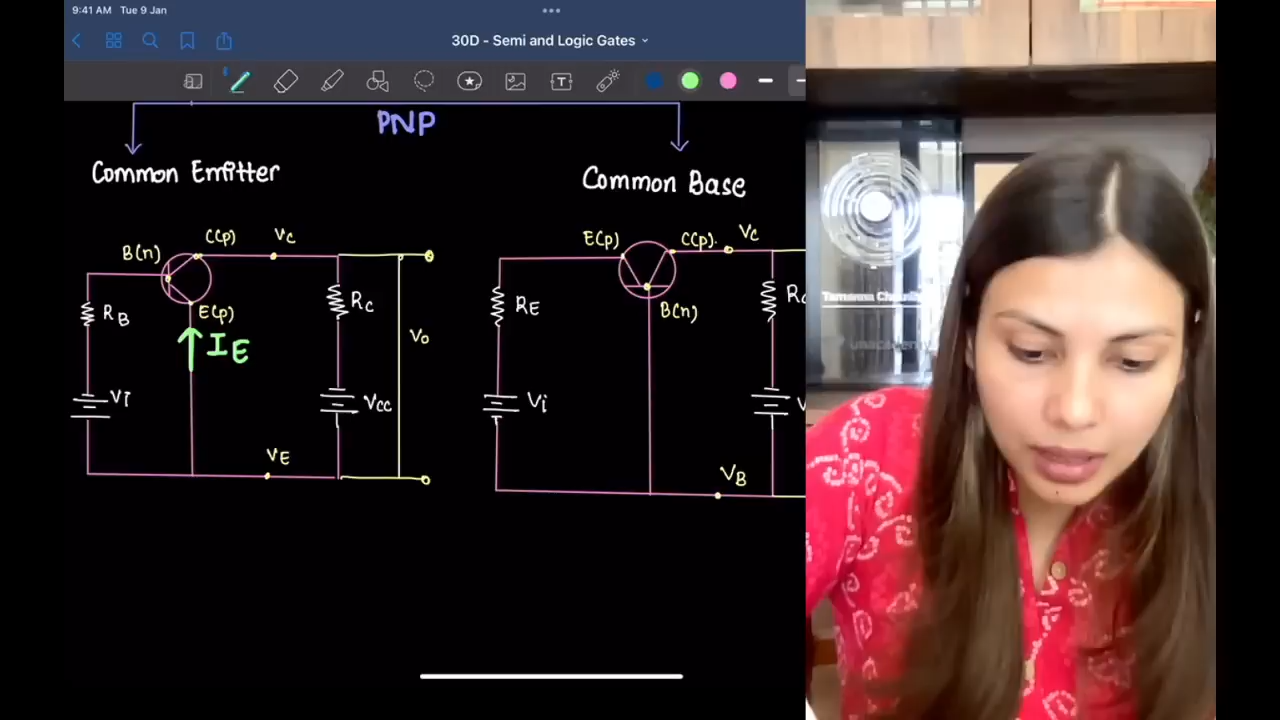 9:41 AM Tue 9 Jan
30D - Semi and Logic Gates
PNP
Common Emitter
Common Base
B(n)
C(p)
Vc
E(p)
C(p).
Vc
RB
E(p)
IE
Rc
Vo
RE
B(n)
Vi
Vcc
Vi
VE
VB